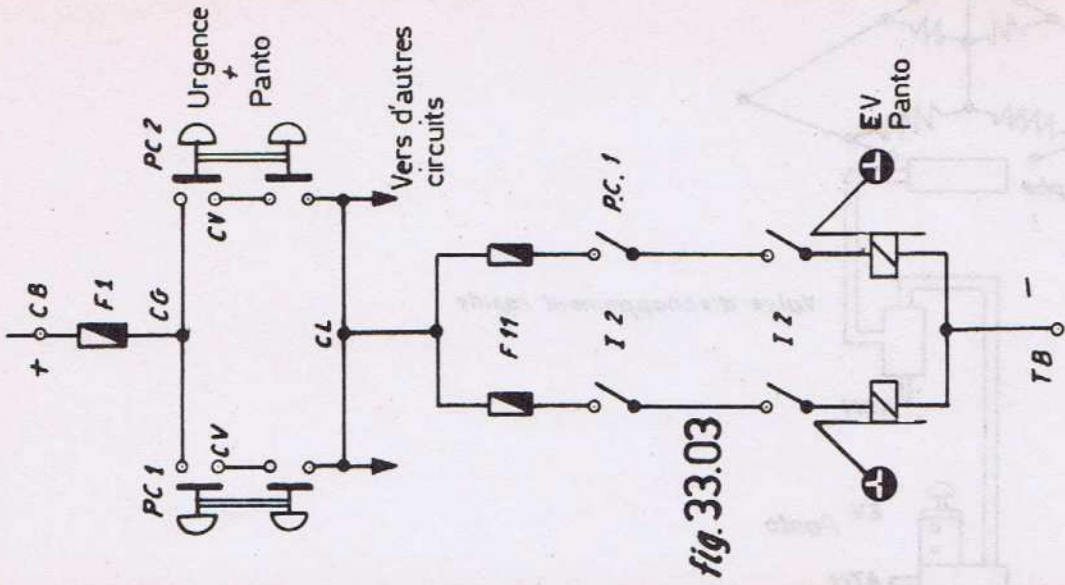 + CB
F1
CG
PC 2
Urgence
+
Panto
PC 1
CV
CV
Vers d'autres
circuits
CL
F11
P.C. 1
I 2
I 2
E.V.
Panto
fig. 33.03
TB
—